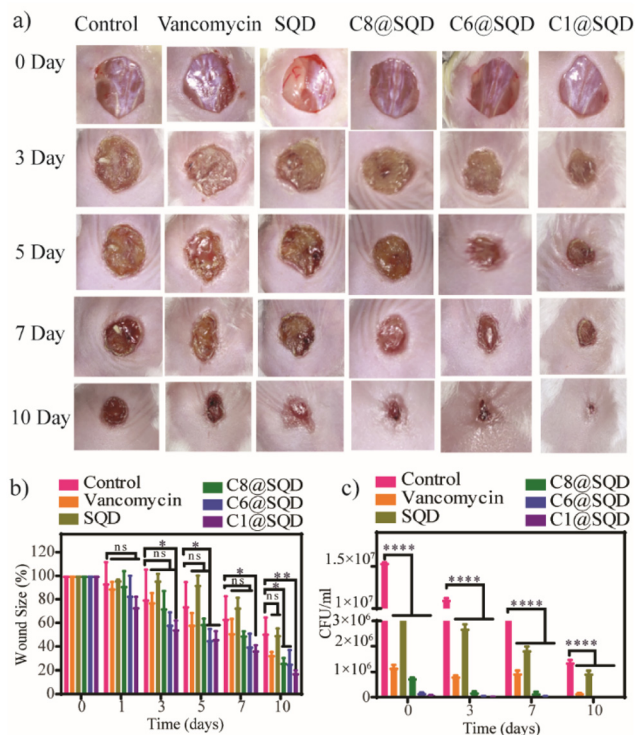 a) Control Vancomycin SQD C8@SQD C6@SQD C1@SQD
0 Day
3 Day
5 Day
7 Day
10 Day
b)
Control
Vancomycin
SQD
C8@SQD
C6@SQD
C1@SQD
Wound Size (%)
120
100
80
60
40
20
0
ns
* ns
* ns
* ns
** * ns
0 1 3 5 7 10
Time (days)
c)
Control
Vancomycin
SQD
C8@SQD
C6@SQD
C1@SQD
CFU/ml
1.5×10⁷
1×10⁷
3×10⁶
2×10⁶
1×10⁶
0
**** **** **** ****
0 3 7 10
Time (days)